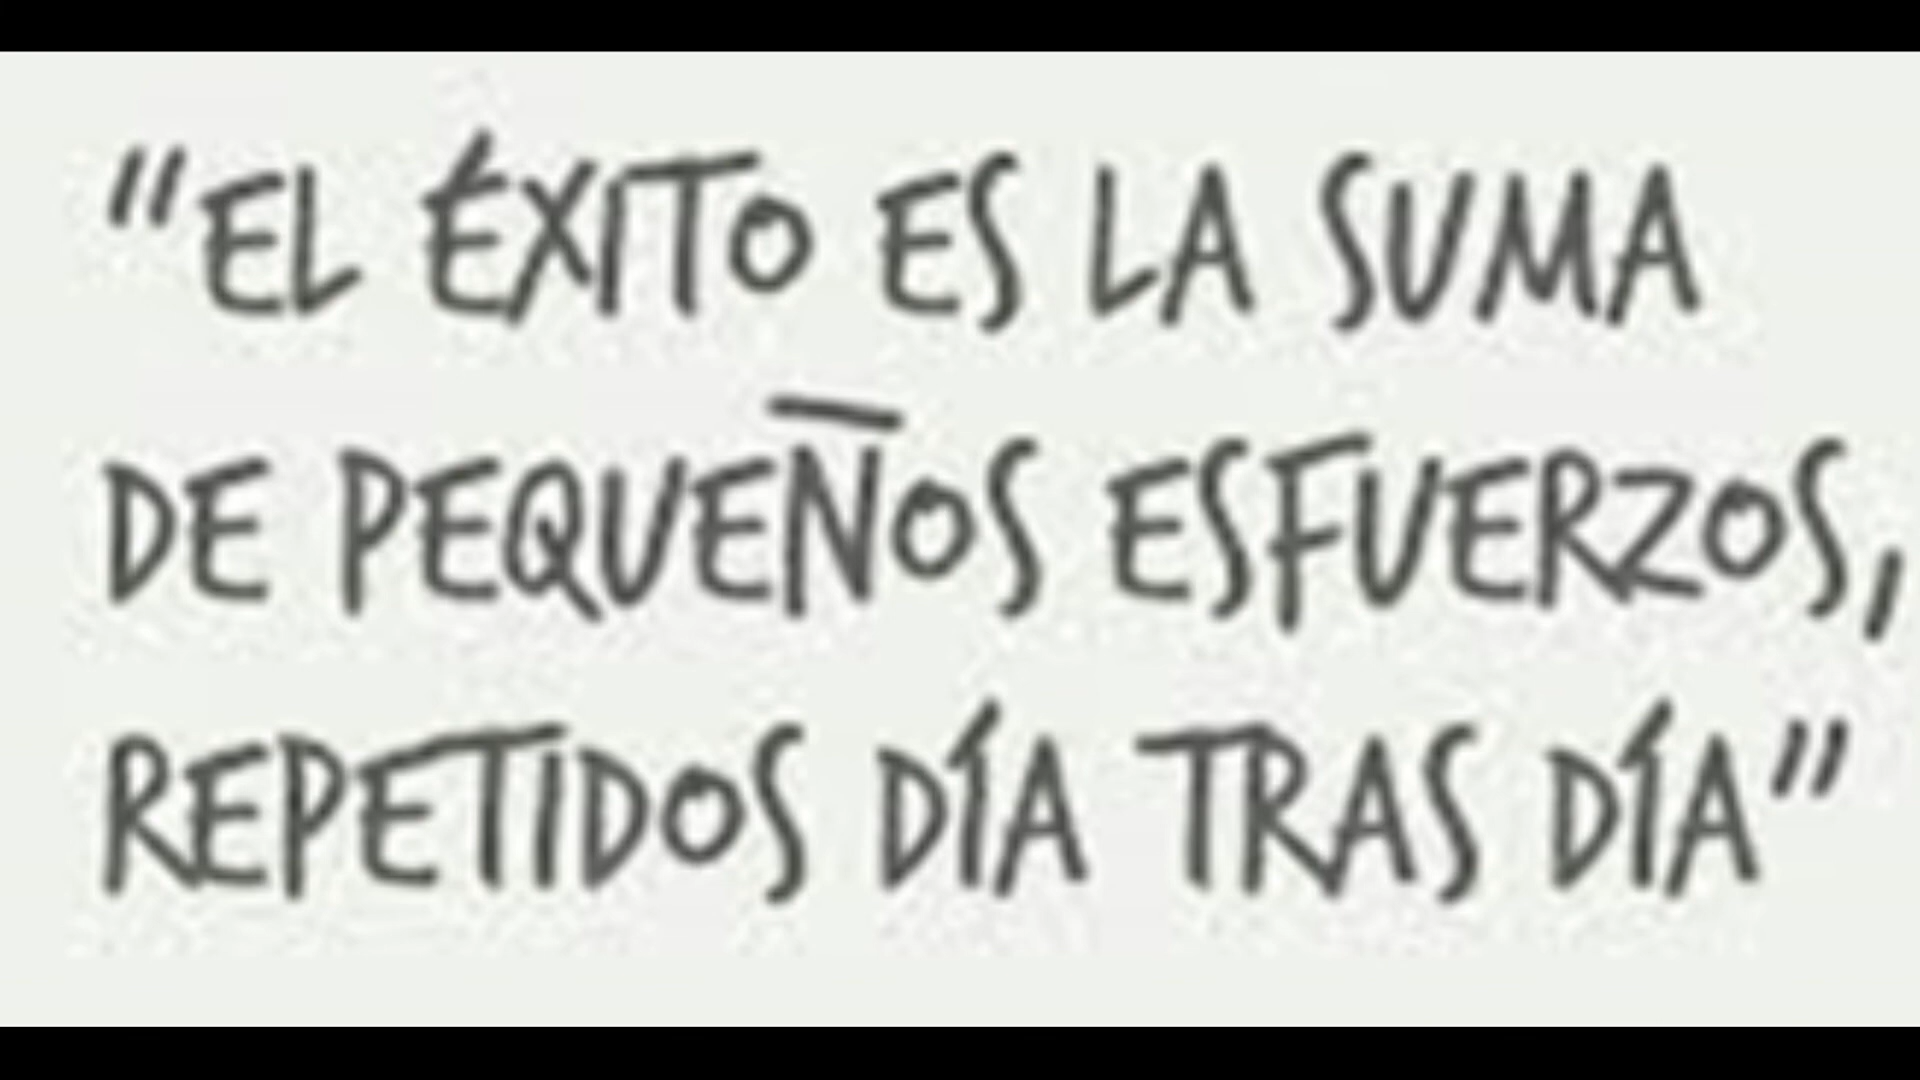 “EL ÉXITO ES LA SUMA
DE PEQUEÑOS ESFUERZOS,
REPETIDOS DÍA TRAS DÍA”